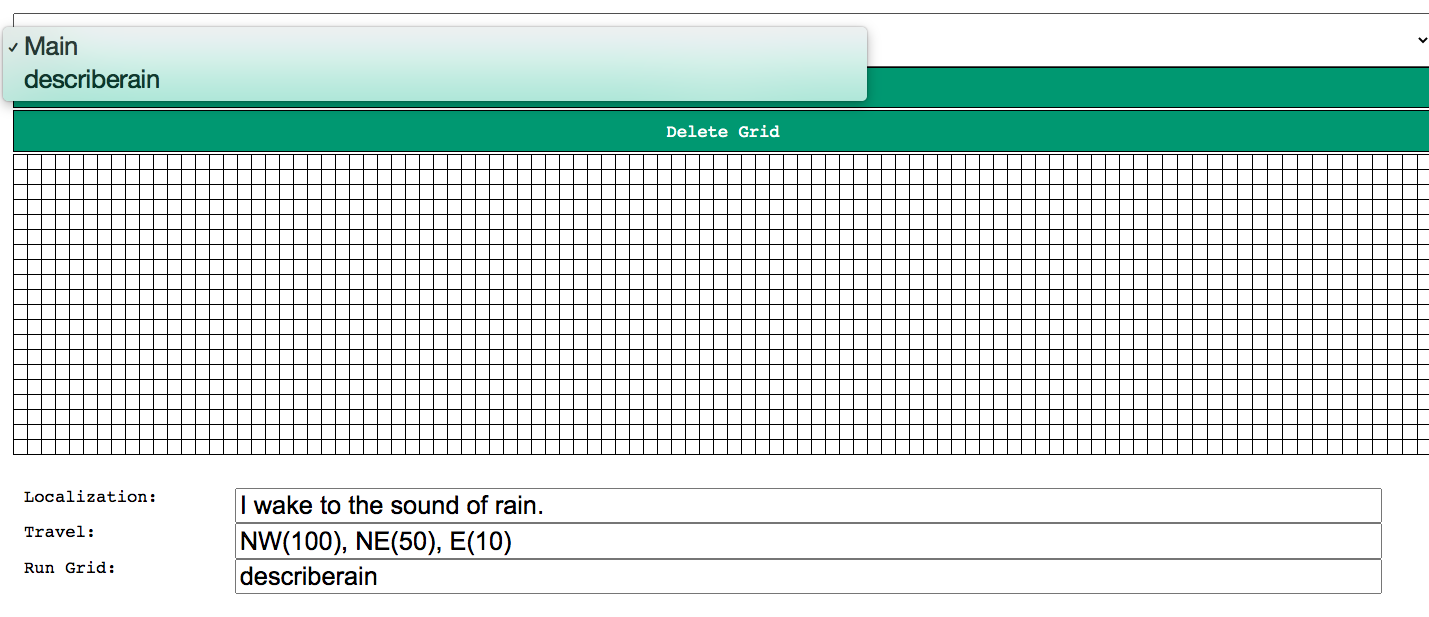 ✓ Main
describerain
Delete Grid
Localization: I wake to the sound of rain.
Travel: NW(100), NE(50), E(10)
Run Grid: describerain